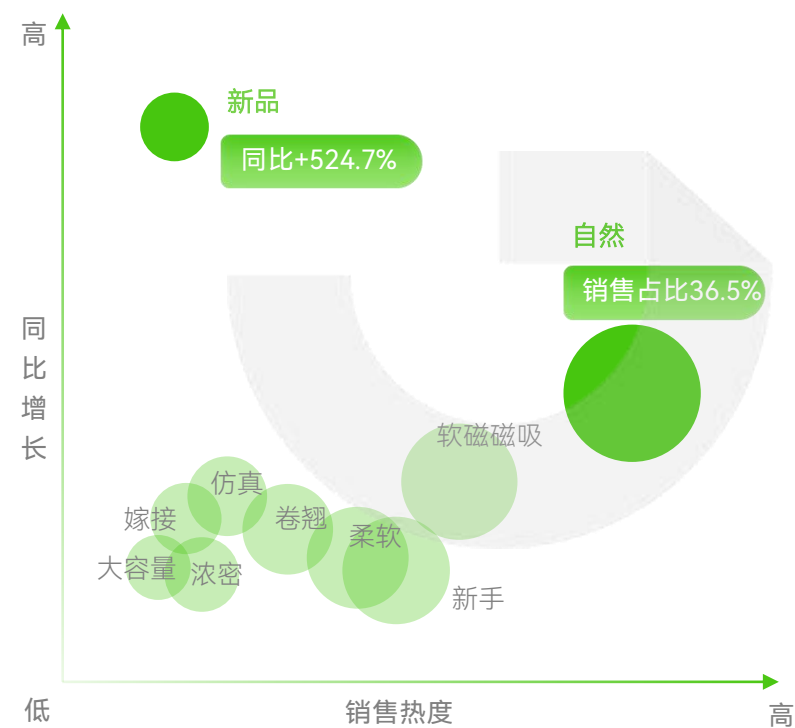 高
新品
同比+524.7%
自然
销售占比36.5%
同比增长
软磁磁吸
仿真
嫁接
卷翘
柔软
大容量
浓密
新手
低
销售热度
高